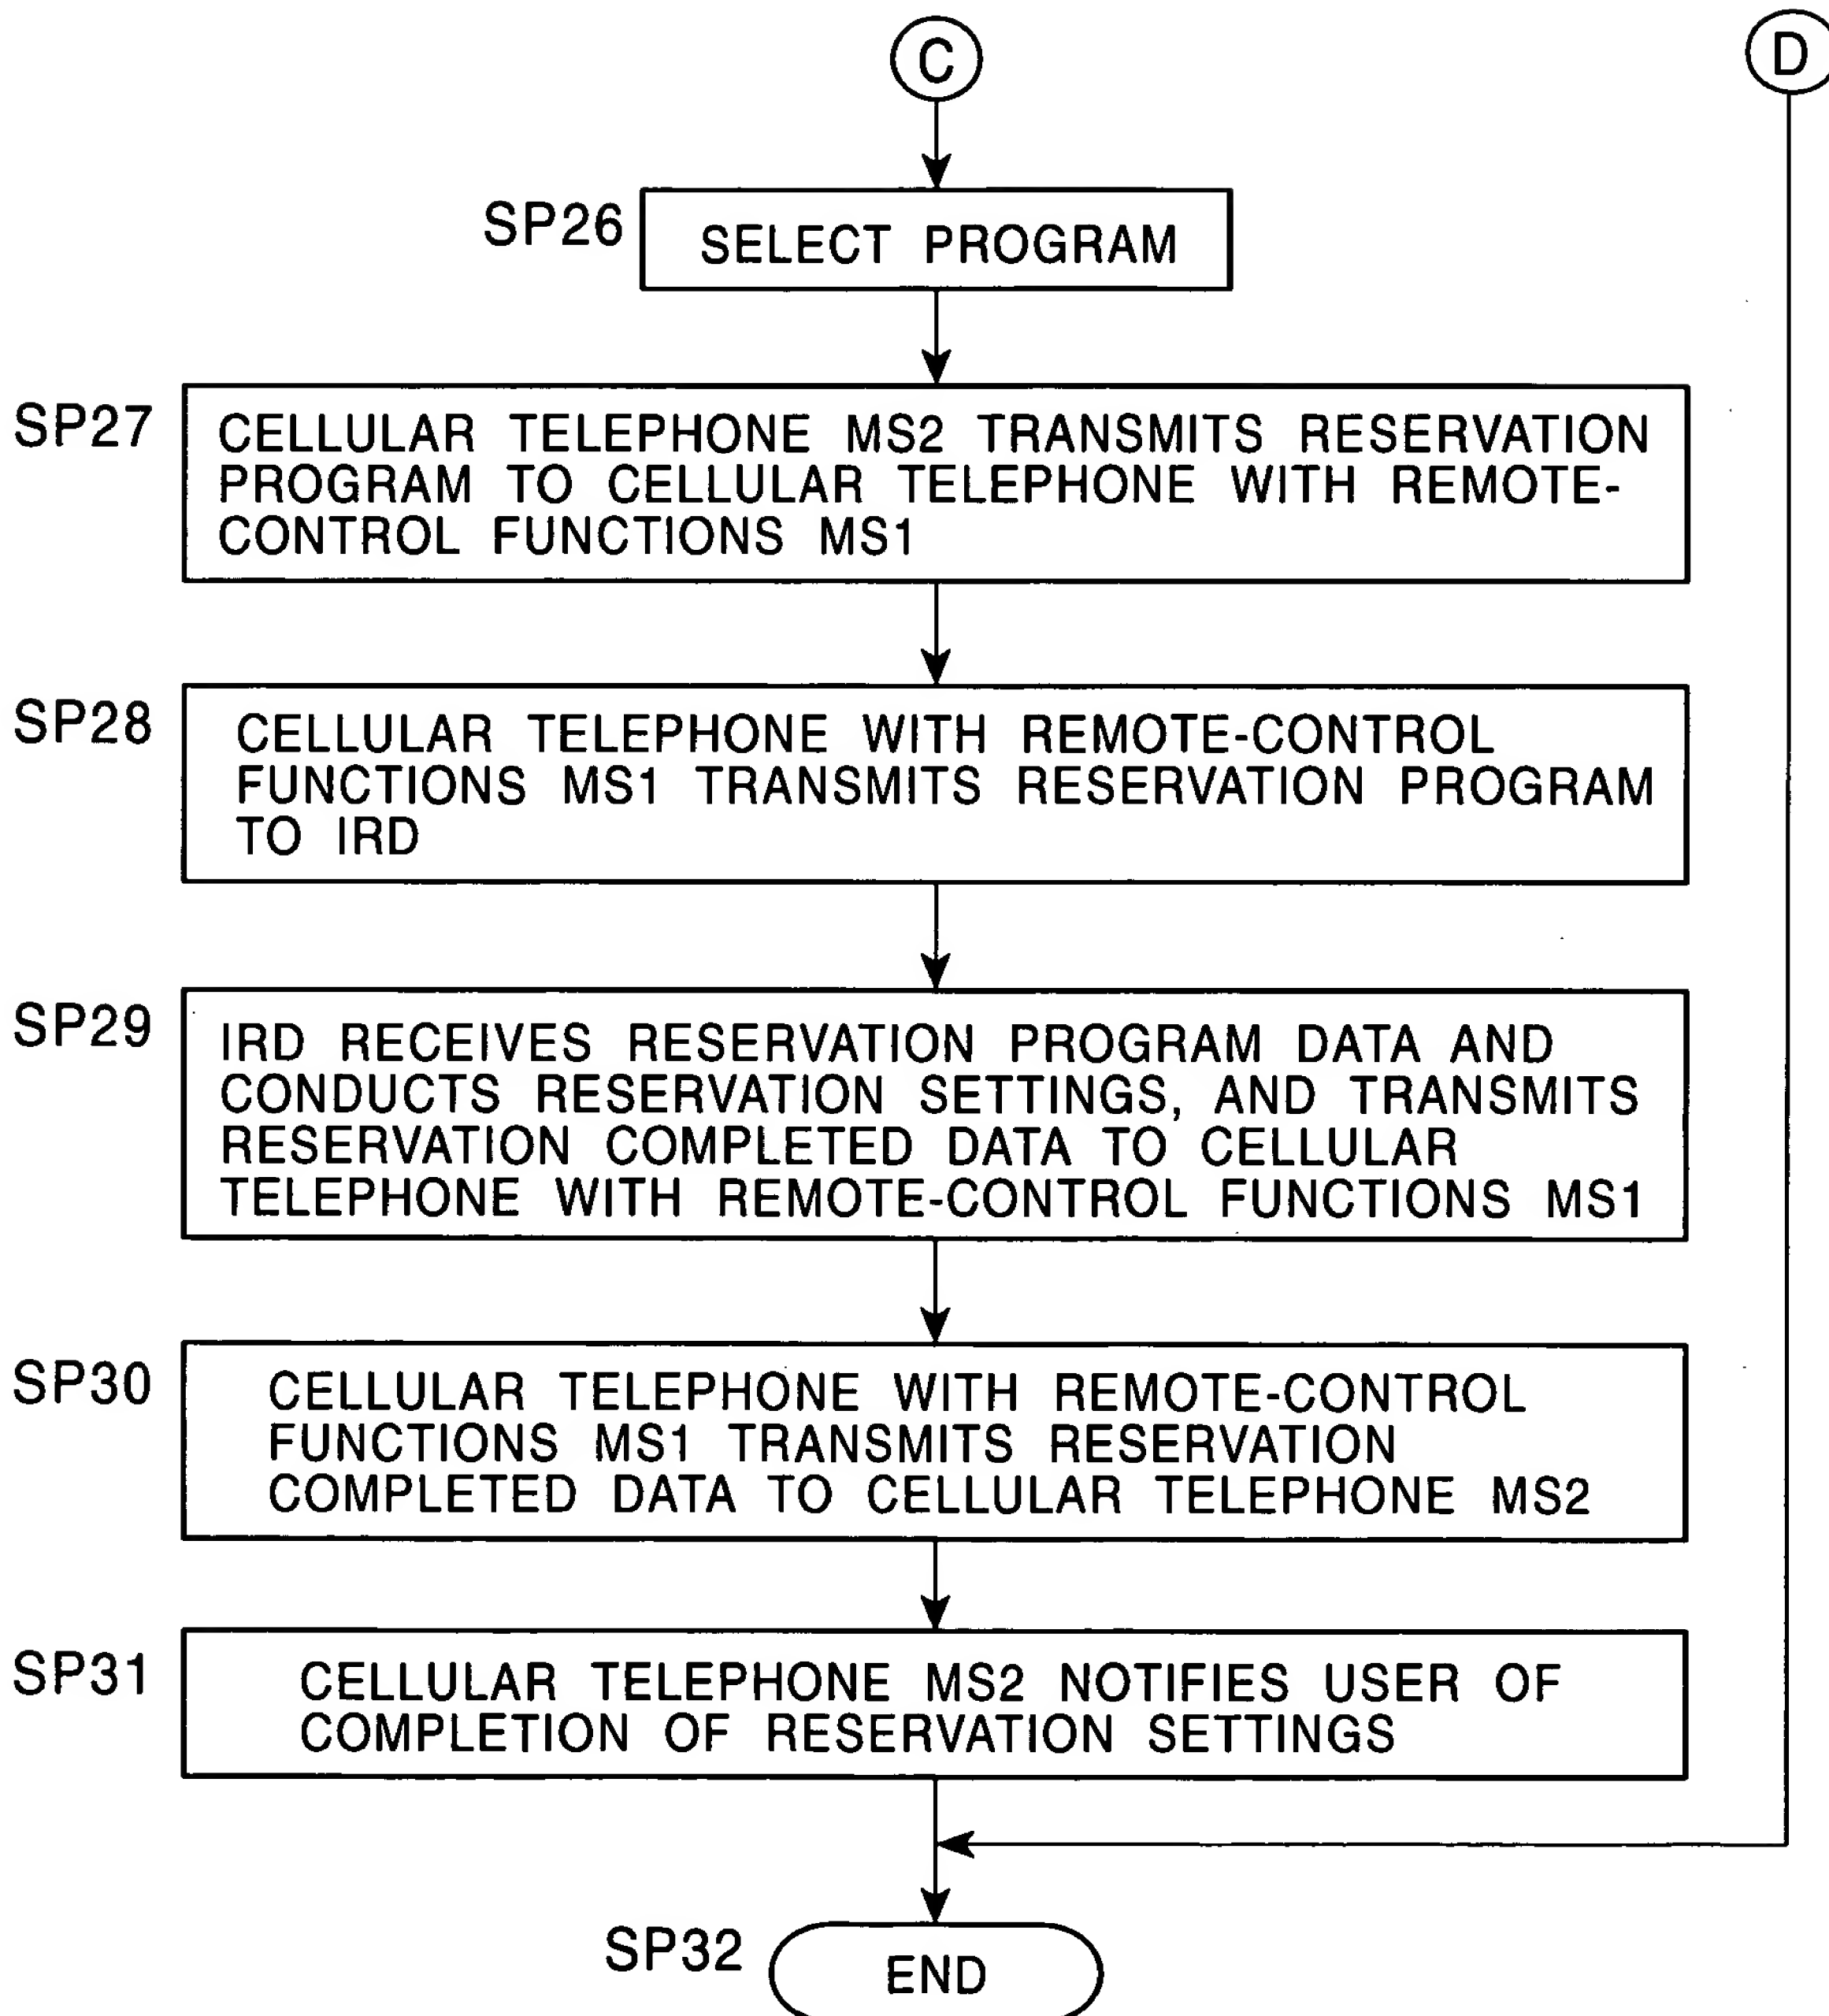 C
D
SP26
SELECT PROGRAM
SP27
CELLULAR TELEPHONE MS2 TRANSMITS RESERVATION
PROGRAM TO CELLULAR TELEPHONE WITH REMOTE-
CONTROL FUNCTIONS MS1
SP28
CELLULAR TELEPHONE WITH REMOTE-CONTROL
FUNCTIONS MS1 TRANSMITS RESERVATION PROGRAM
TO IRD
SP29
IRD RECEIVES RESERVATION PROGRAM DATA AND
CONDUCTS RESERVATION SETTINGS, AND TRANSMITS
RESERVATION COMPLETED DATA TO CELLULAR
TELEPHONE WITH REMOTE-CONTROL FUNCTIONS MS1
SP30
CELLULAR TELEPHONE WITH REMOTE-CONTROL
FUNCTIONS MS1 TRANSMITS RESERVATION
COMPLETED DATA TO CELLULAR TELEPHONE MS2
SP31
CELLULAR TELEPHONE MS2 NOTIFIES USER OF
COMPLETION OF RESERVATION SETTINGS
SP32
END